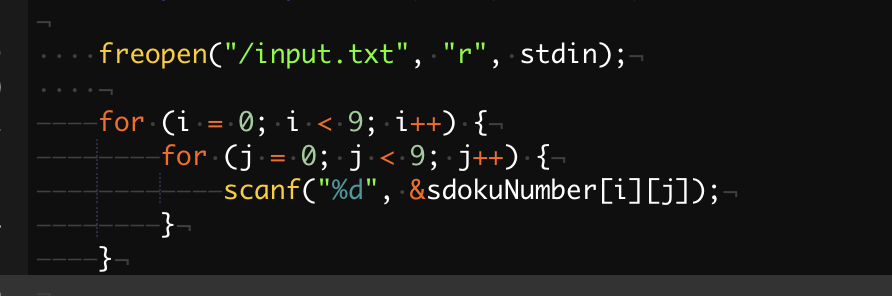 freopen("/input.txt", "r", stdin);
for (i = 0; i < 9; i++) {
for (j = 0; j < 9; j++) {
scanf("%d", &sdokuNumber[i][j]);
}
}